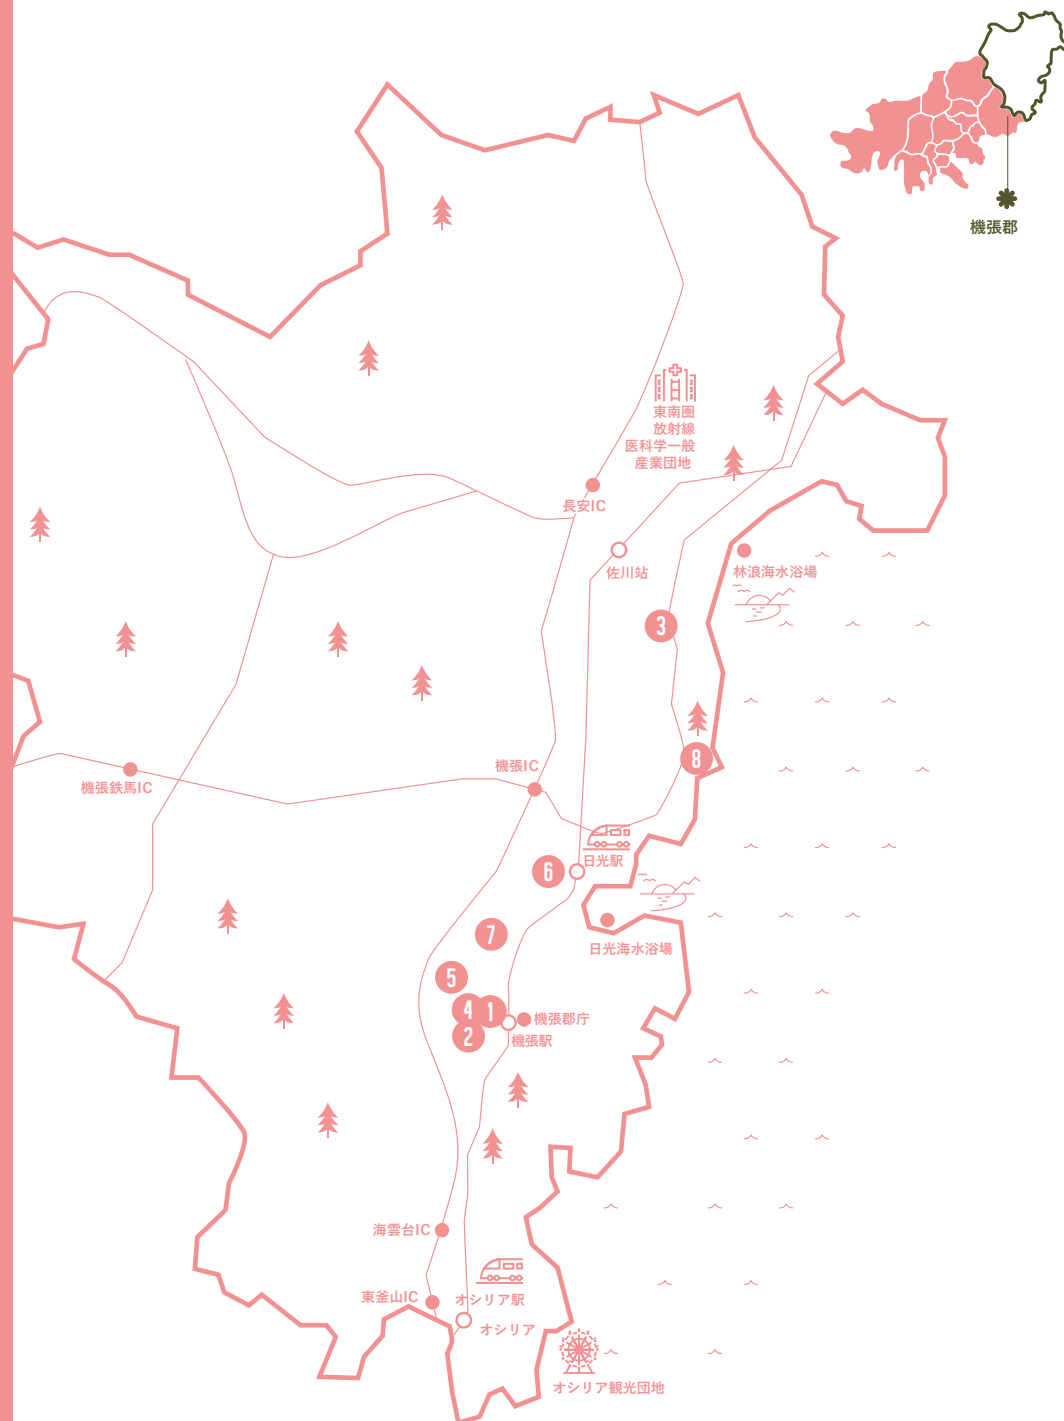 機張郡
東南圏
放射線
医科学一般
産業団地
長安IC
佐川站
林浪海水浴場
3
8
機張IC
機張鉄馬IC
6
日光駅
7
日光海水浴場
5
4
1
2
機張郡庁
機張駅
海雲台IC
東釜山IC
オシリア駅
オシリア
オシリア観光団地